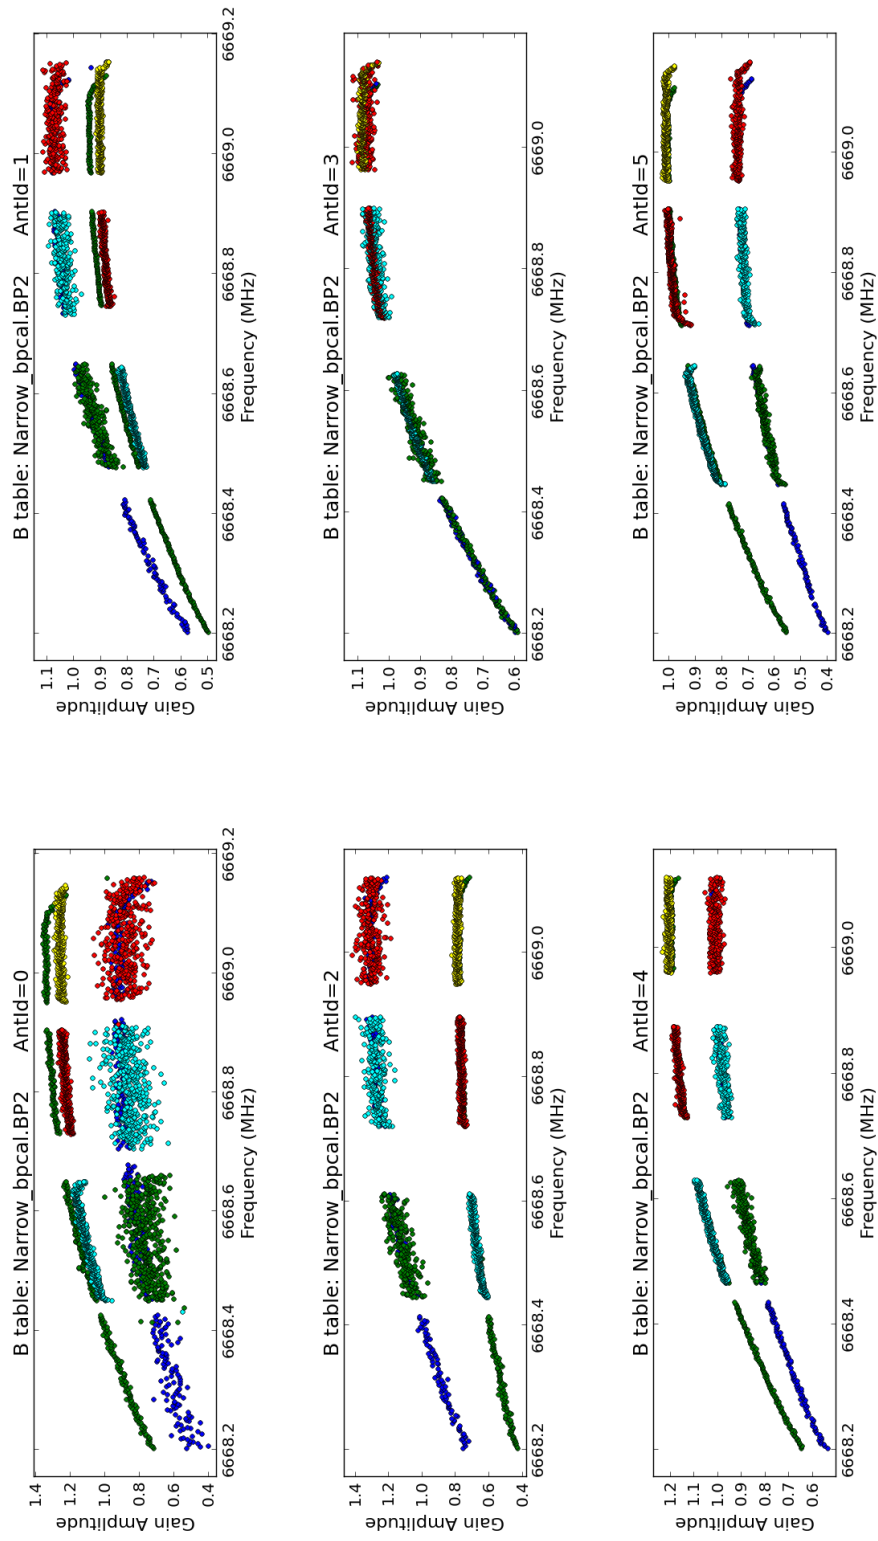 B table: Narrow_bpcal.BP2 AntId=0
Gain Amplitude
1.4
1.2
1.0
0.8
0.6
0.4
6668.2 6668.4 6668.6 6668.8 6669.0 6669.2
Frequency (MHz)
B table: Narrow_bpcal.BP2 AntId=1
Gain Amplitude
1.1
1.0
0.9
0.8
0.7
0.6
0.5
6668.2 6668.4 6668.6 6668.8 6669.0 6669.2
Frequency (MHz)
B table: Narrow_bpcal.BP2 AntId=2
Gain Amplitude
1.4
1.2
1.0
0.8
0.6
0.4
6668.2 6668.4 6668.6 6668.8 6669.0
Frequency (MHz)
B table: Narrow_bpcal.BP2 AntId=3
Gain Amplitude
1.1
1.0
0.9
0.8
0.7
0.6
6668.2 6668.4 6668.6 6668.8 6669.0
Frequency (MHz)
B table: Narrow_bpcal.BP2 AntId=4
Gain Amplitude
1.2
1.1
1.0
0.9
0.8
0.7
0.6
6668.2 6668.4 6668.6 6668.8 6669.0
Frequency (MHz)
B table: Narrow_bpcal.BP2 AntId=5
Gain Amplitude
1.0
0.9
0.8
0.7
0.6
0.5
0.4
6668.2 6668.4 6668.6 6668.8 6669.0
Frequency (MHz)